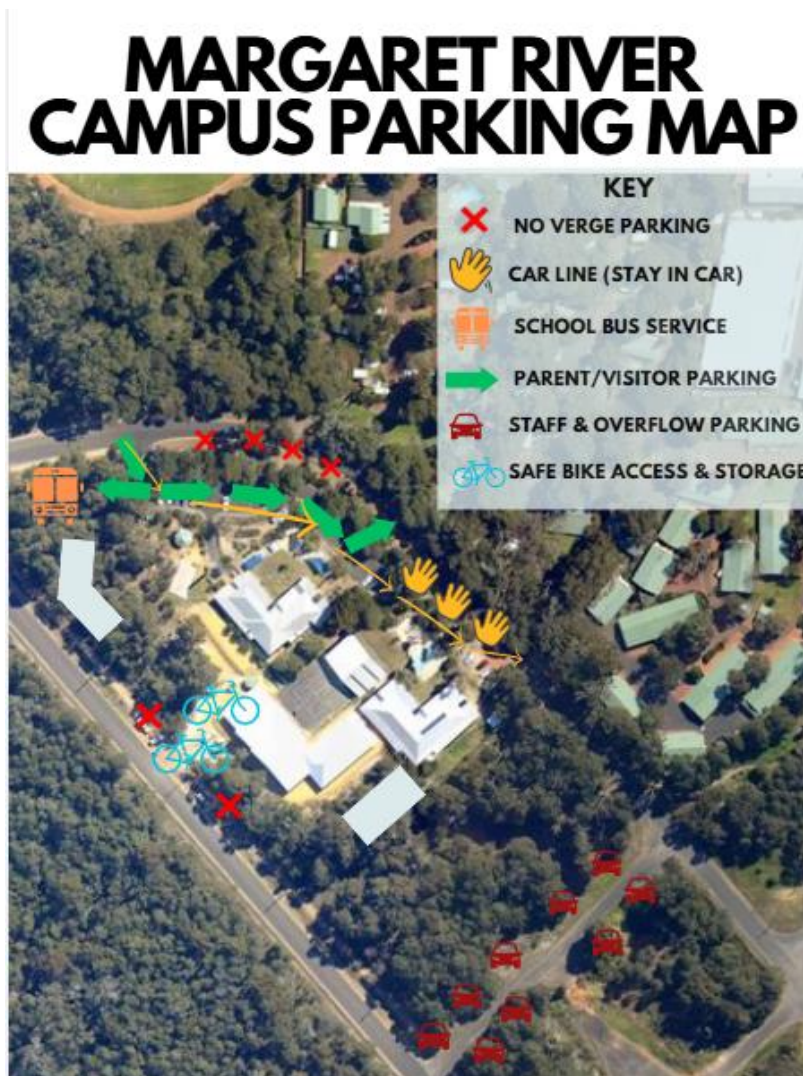 MARGARET RIVER
CAMPUS PARKING MAP
KEY
NO VERGE PARKING
CAR LINE (STAY IN CAR)
SCHOOL BUS SERVICE
PARENT/VISITOR PARKING
STAFF & OVERFLOW PARKING
SAFE BIKE ACCESS & STORAGE